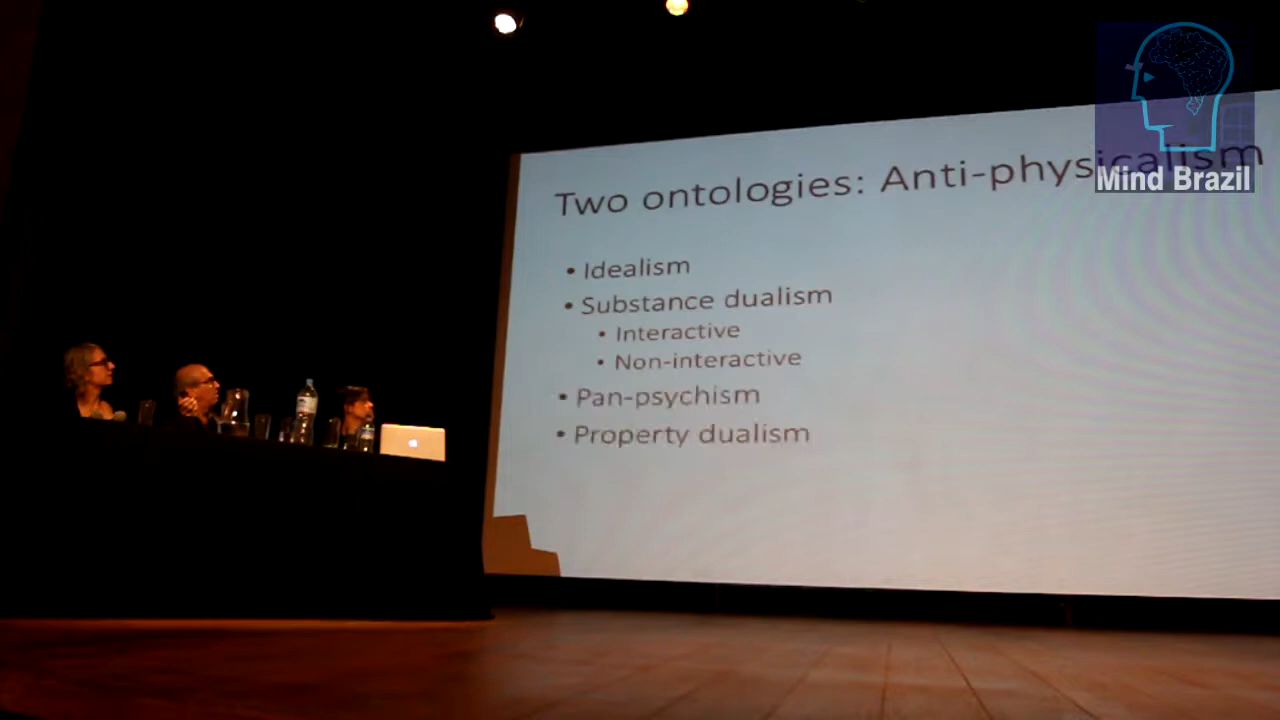 Two ontologies: Anti-physicalism
Mind Brazil
• Idealism
• Substance dualism
• Interactive
• Non-interactive
• Pan-psychism
• Property dualism